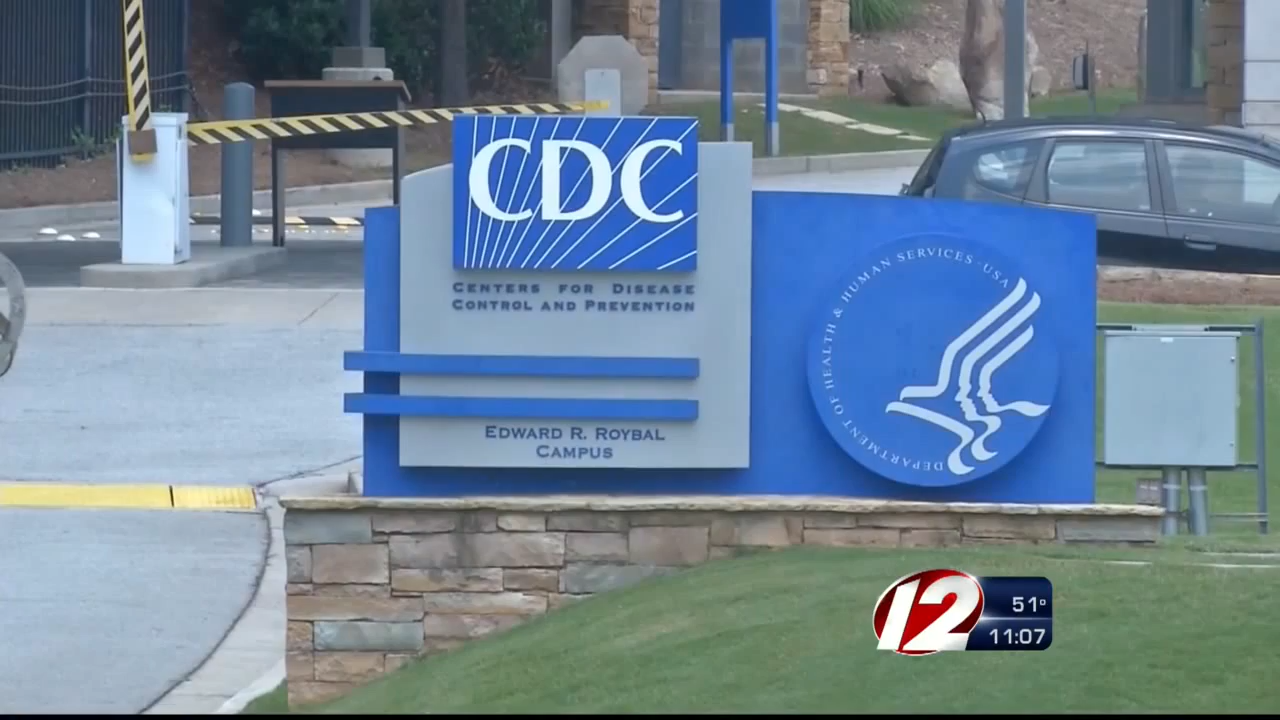 CDC
CENTERS FOR DISEASE
CONTROL AND PREVENTION
EDWARD R. ROYBAL
CAMPUS
DEPARTMENT OF HEALTH & HUMAN SERVICES · USA
12
51°
11:07